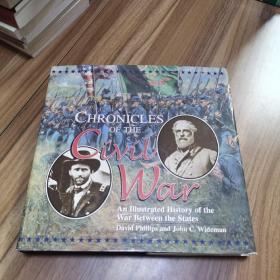 CHRONICLES
OF THE
Civil
War
An Illustrated History of the
War Between the States
David Phillips and John C. Wideman